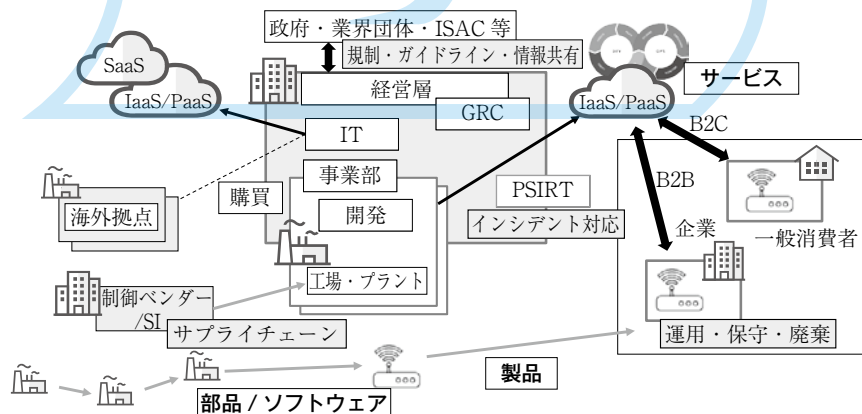 政府・業界団体・ISAC 等
規制・ガイドライン・情報共有
SaaS
IaaS/PaaS
経営層
GRC
IaaS/PaaS
サービス
IT
B2C
事業部
B2B
購買
PSIRT
海外拠点
開発
インシデント対応
企業
一般消費者
工場・プラント
制御ベンダー
/SI
サプライチェーン
運用・保守・廃棄
製品
部品 / ソフトウェア